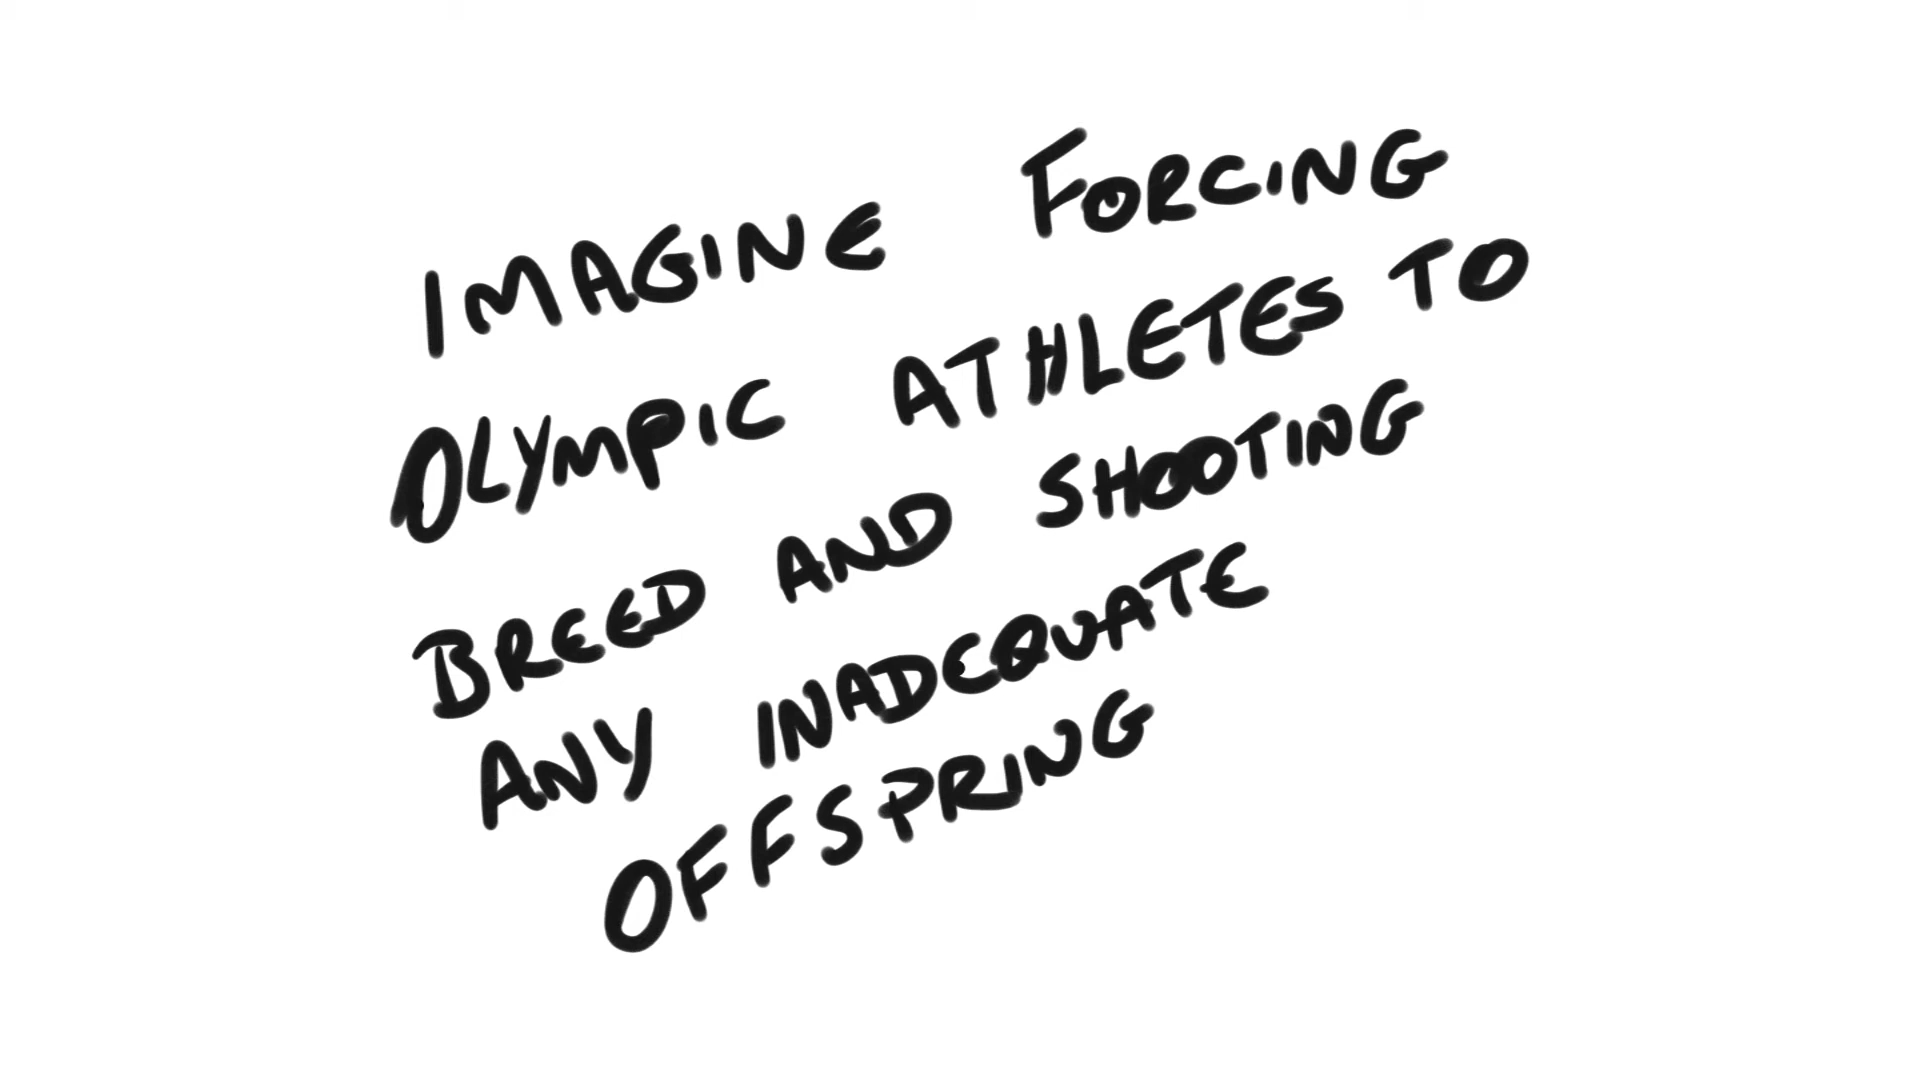 IMAGINE FORCING
OLYMPIC ATHLETES TO
BREED AND SHOOTING
ANY INADEQUATE
OFFSPRING